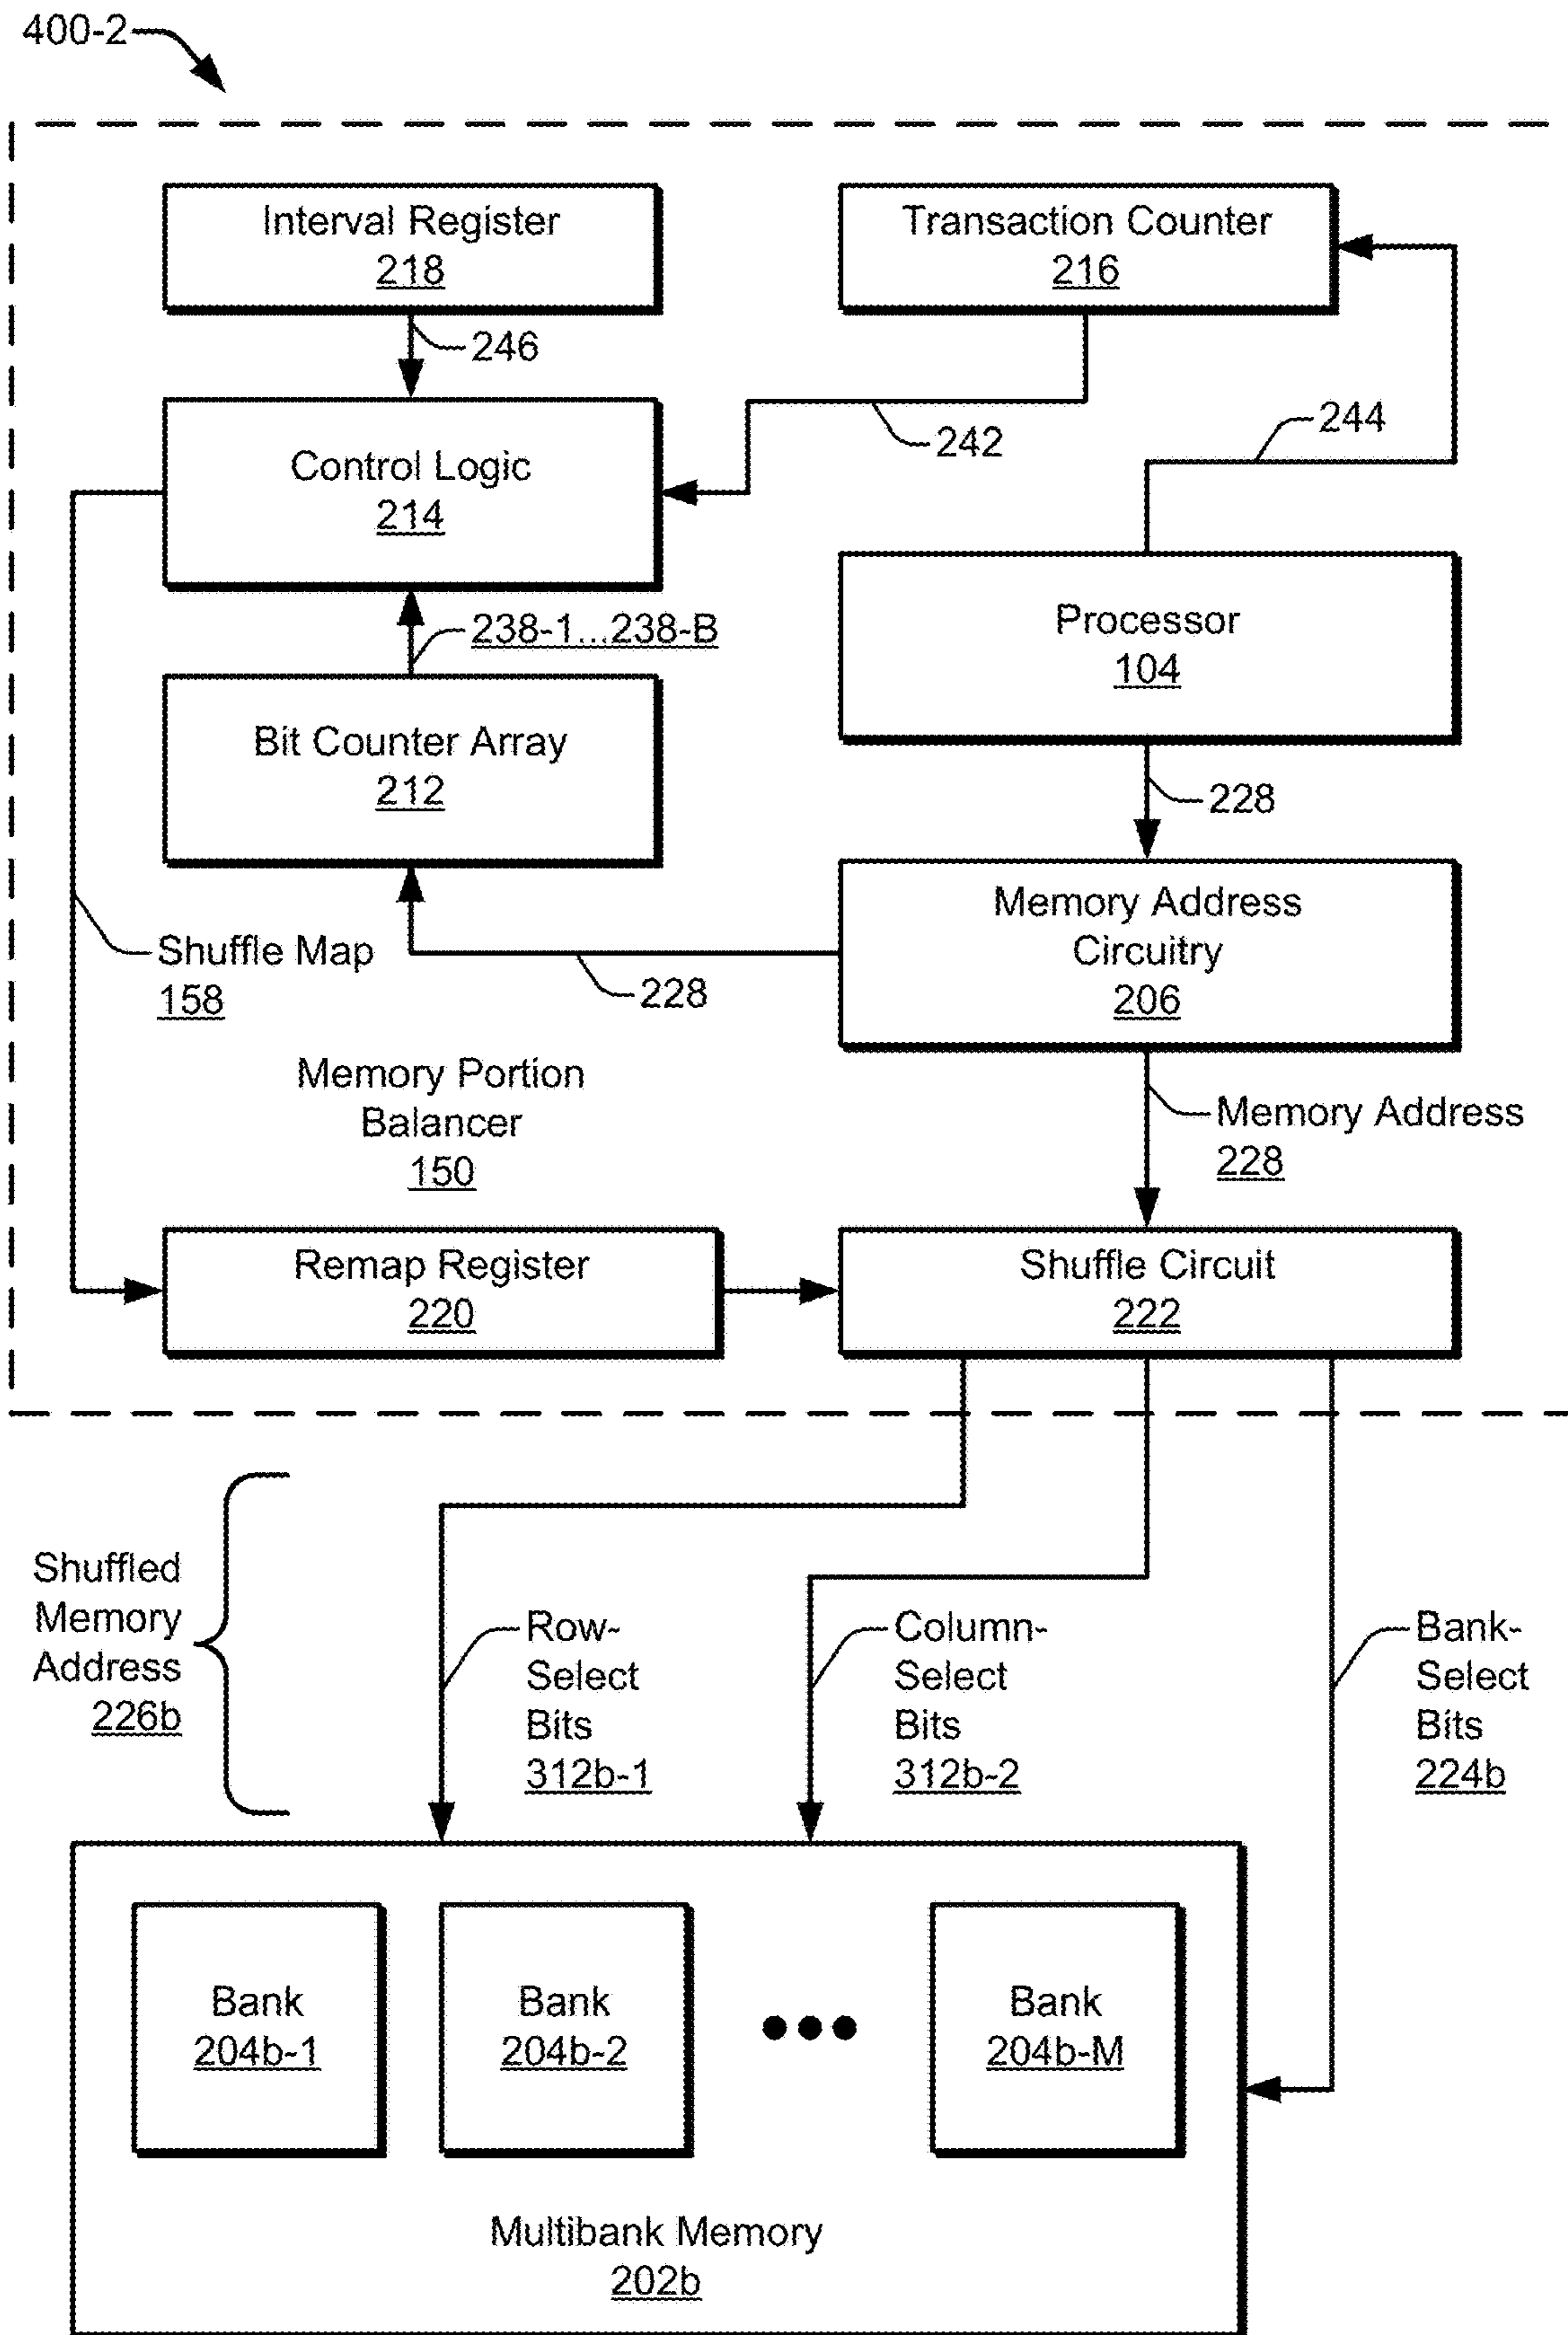 400-2
Interval Register
218
Transaction Counter
216
246
242
244
Control Logic
214
Processor
104
238-1...238-B
Bit Counter Array
212
228
Memory Address
Circuitry
206
Shuffle Map
158
228
Memory Portion
Balancer
150
Memory Address
228
Remap Register
220
Shuffle Circuit
222
Shuffled
Memory
Address
226b
Row-
Select
Bits
312b-1
Column-
Select
Bits
312b-2
Bank-
Select
Bits
224b
Bank
204b-1
Bank
204b-2
Bank
204b-M
Multibank Memory
202b